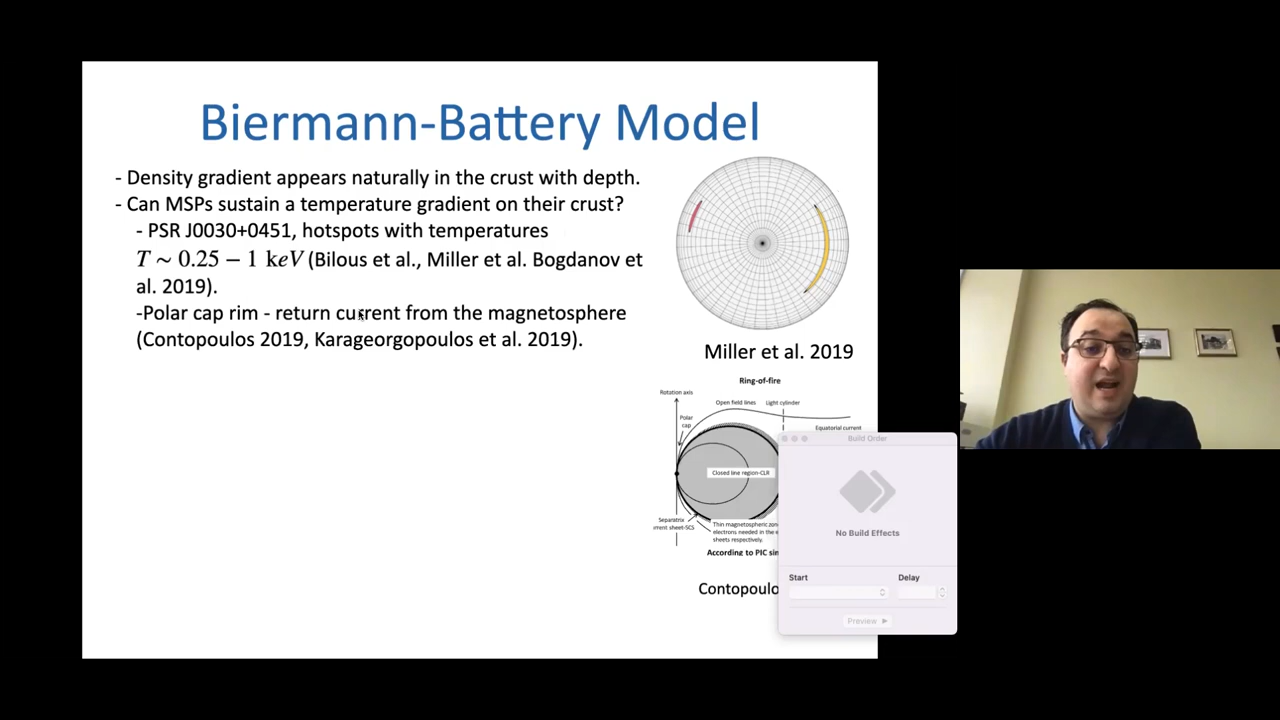 Biermann-Battery Model
- Density gradient appears naturally in the crust with depth.
- Can MSPs sustain a temperature gradient on their crust?
- PSR J0030+0451, hotspots with temperatures
T ~ 0.25 − 1 keV (Bilous et al., Miller et al. Bogdanov et
al. 2019).
-Polar cap rim - return current from the magnetosphere
(Contopoulos 2019, Karageorgopoulos et al. 2019).
Miller et al. 2019
Ring-of-fire
Rotation axis
Open field lines
Light cylinder
Polar
cap
Equatorial current
Closed line region-CLR
Separatrix
rrent sheet-SCS
Thin magnetospheric zon
electrons needed in the e
sheets respectively.
According to PIC sim
Contopoulo
Build Order
No Build Effects
Start
Delay
Preview